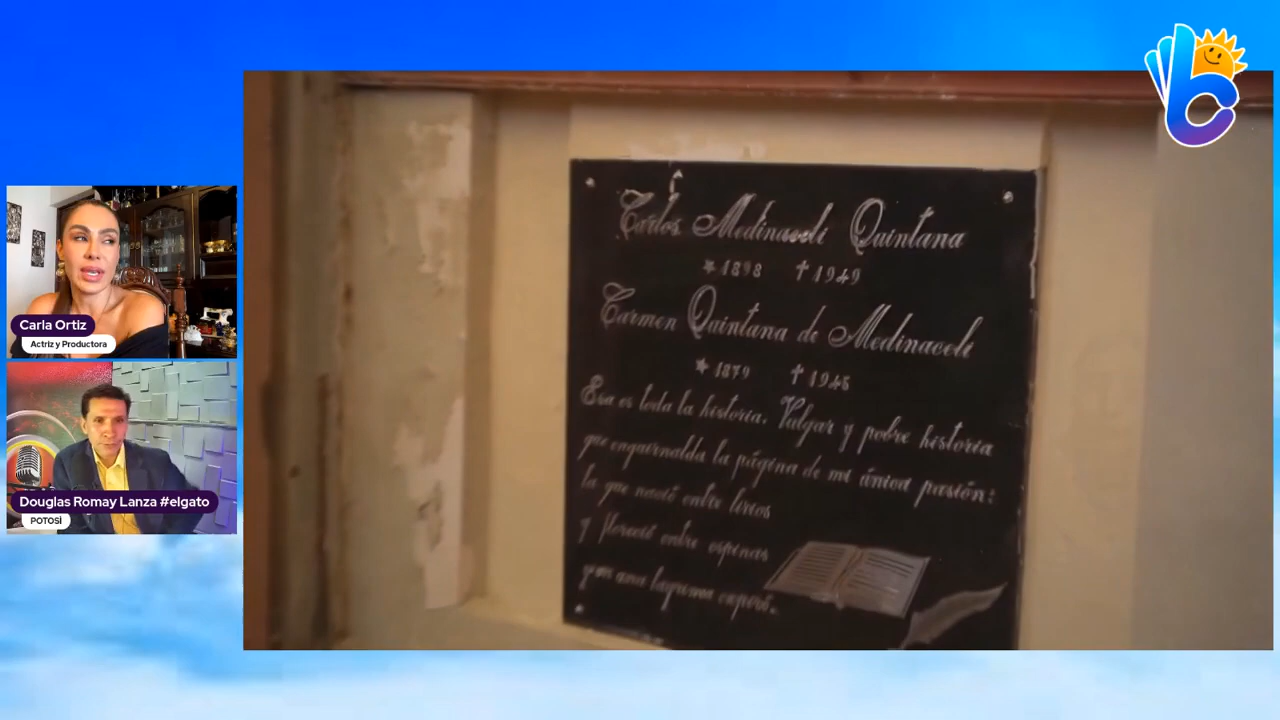 Carla Ortiz
Actriz y Productora
Douglas Romay Lanza #elgato
POTOSÍ
Carlos Medinaceli Quintana
1898 † 1949
Carmen Quintana de Medinaceli
1879 † 1945
Esa es toda la historia. Vulgar y pobre historia
que enguirnalda la página de mi única pasión:
la que nació entre lirios
y floreció entre espinas
y en una lagrima expiró.